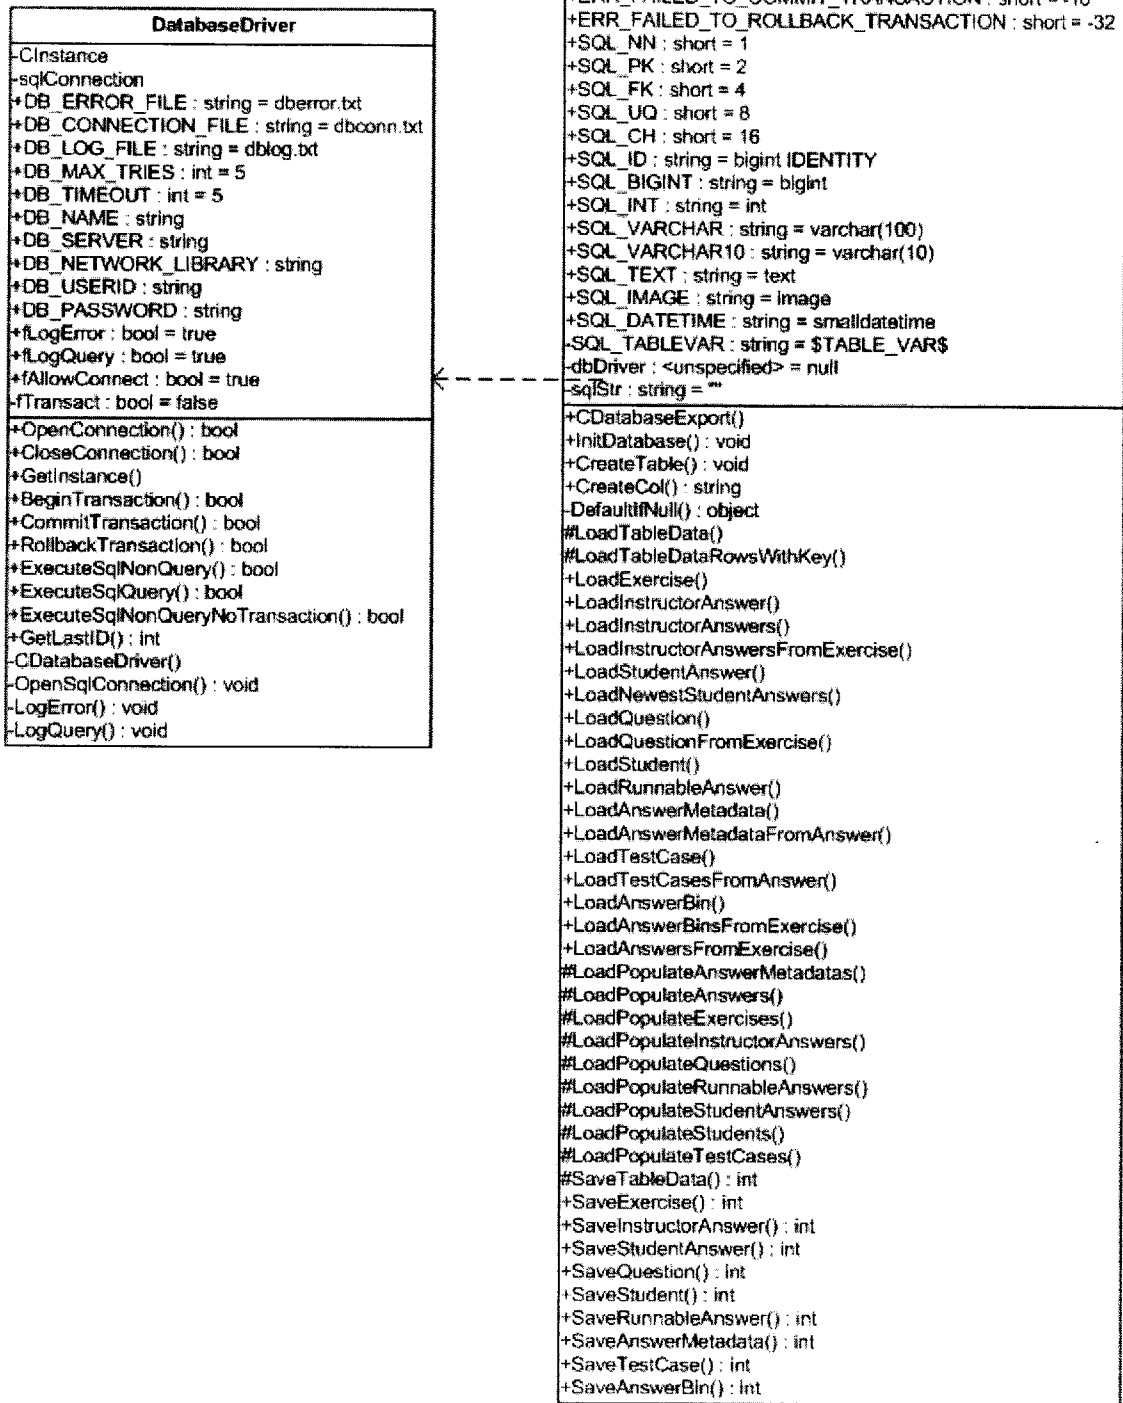 DatabaseDriver
-CInstance
-sqlConnection
+DB_ERROR_FILE : string = dberror.txt
+DB_CONNECTION_FILE : string = dbconn.txt
+DB_LOG_FILE : string = dblog.txt
+DB_MAX_TRIES : int = 5
+DB_TIMEOUT : int = 5
+DB_NAME : string
+DB_SERVER : string
+DB_NETWORK_LIBRARY : string
+DB_USERID : string
+DB_PASSWORD : string
+fLogError : bool = true
+fLogQuery : bool = true
+fAllowConnect : bool = true
-fTransact : bool = false
+OpenConnection() : bool
+CloseConnection() : bool
+GetInstance()
+BeginTransaction() : bool
+CommitTransaction() : bool
+RollbackTransaction() : bool
+ExecuteSqlNonQuery() : bool
+ExecuteSqlQuery() : bool
+ExecuteSqlNonQueryNoTransaction() : bool
+GetLastID() : int
-CDatabaseDriver()
-OpenSqlConnection() : void
-LogError() : void
-LogQuery() : void
+ERR_FAILED_TO_COMMIT_TRANSACTION : short = -16
+ERR_FAILED_TO_ROLLBACK_TRANSACTION : short = -32
+SQL_NN : short = 1
+SQL_PK : short = 2
+SQL_FK : short = 4
+SQL_UQ : short = 8
+SQL_CH : short = 16
+SQL_ID : string = bigint IDENTITY
+SQL_BIGINT : string = bigint
+SQL_INT : string = int
+SQL_VARCHAR : string = varchar(100)
+SQL_VARCHAR10 : string = varchar(10)
+SQL_TEXT : string = text
+SQL_IMAGE : string = image
+SQL_DATETIME : string = smalldatetime
-SQL_TABLEVAR : string = $TABLE_VAR$
-dbDriver : <unspecified> = null
-sqlStr : string = ""
+CDatabaseExport()
+InitDatabase() : void
+CreateTable() : void
+CreateCol() : string
-DefaultIfNull() : object
#LoadTableData()
#LoadTableDataRowsWithKey()
+LoadExercise()
+LoadInstructorAnswer()
+LoadInstructorAnswers()
+LoadInstructorAnswersFromExercise()
+LoadStudentAnswer()
+LoadNewestStudentAnswers()
+LoadQuestion()
+LoadQuestionFromExercise()
+LoadStudent()
+LoadRunnableAnswer()
+LoadAnswerMetadata()
+LoadAnswerMetadataFromAnswer()
+LoadTestCase()
+LoadTestCasesFromAnswer()
+LoadAnswerBin()
+LoadAnswerBinsFromExercise()
+LoadAnswersFromExercise()
#LoadPopulateAnswerMetadatas()
#LoadPopulateAnswers()
#LoadPopulateExercises()
#LoadPopulateInstructorAnswers()
#LoadPopulateQuestions()
#LoadPopulateRunnableAnswers()
#LoadPopulateStudentAnswers()
#LoadPopulateStudents()
#LoadPopulateTestCases()
#SaveTableData() : int
+SaveExercise() : int
+SaveInstructorAnswer() : int
+SaveStudentAnswer() : int
+SaveQuestion() : int
+SaveStudent() : int
+SaveRunnableAnswer() : int
+SaveAnswerMetadata() : int
+SaveTestCase() : int
+SaveAnswerBin() : int